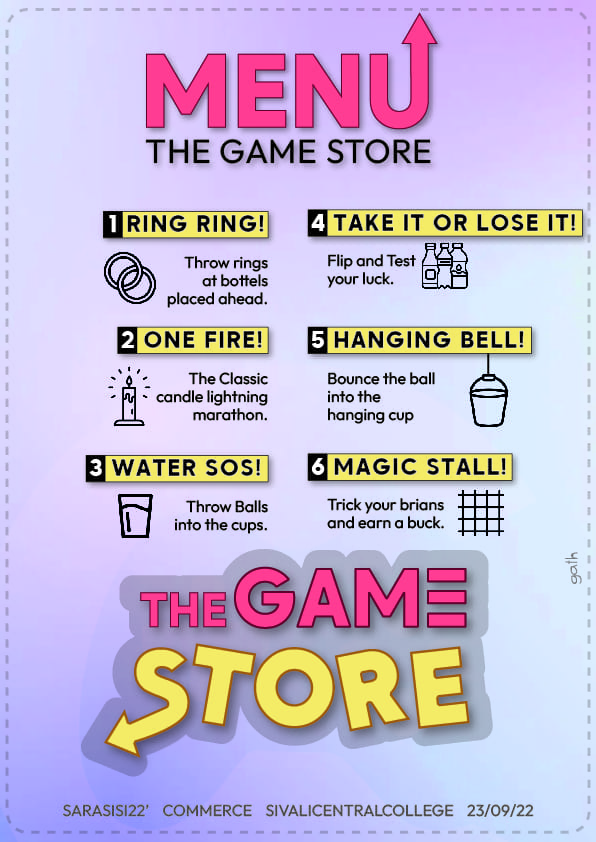 MENU
THE GAME STORE
1 RING RING!
Throw rings
at bottels
placed ahead.
2 ONE FIRE!
The Classic
candle lightning
marathon.
3 WATER SOS!
Throw Balls
into the cups.
4 TAKE IT OR LOSE IT!
Flip and Test
your luck.
5 HANGING BELL!
Bounce the ball
into the
hanging cup
6 MAGIC STALL!
Trick your brians
and earn a buck.
gath
THE GAME
STORE
SARASISI22' COMMERCE SIVALICENTRALCOLLEGE 23/09/22